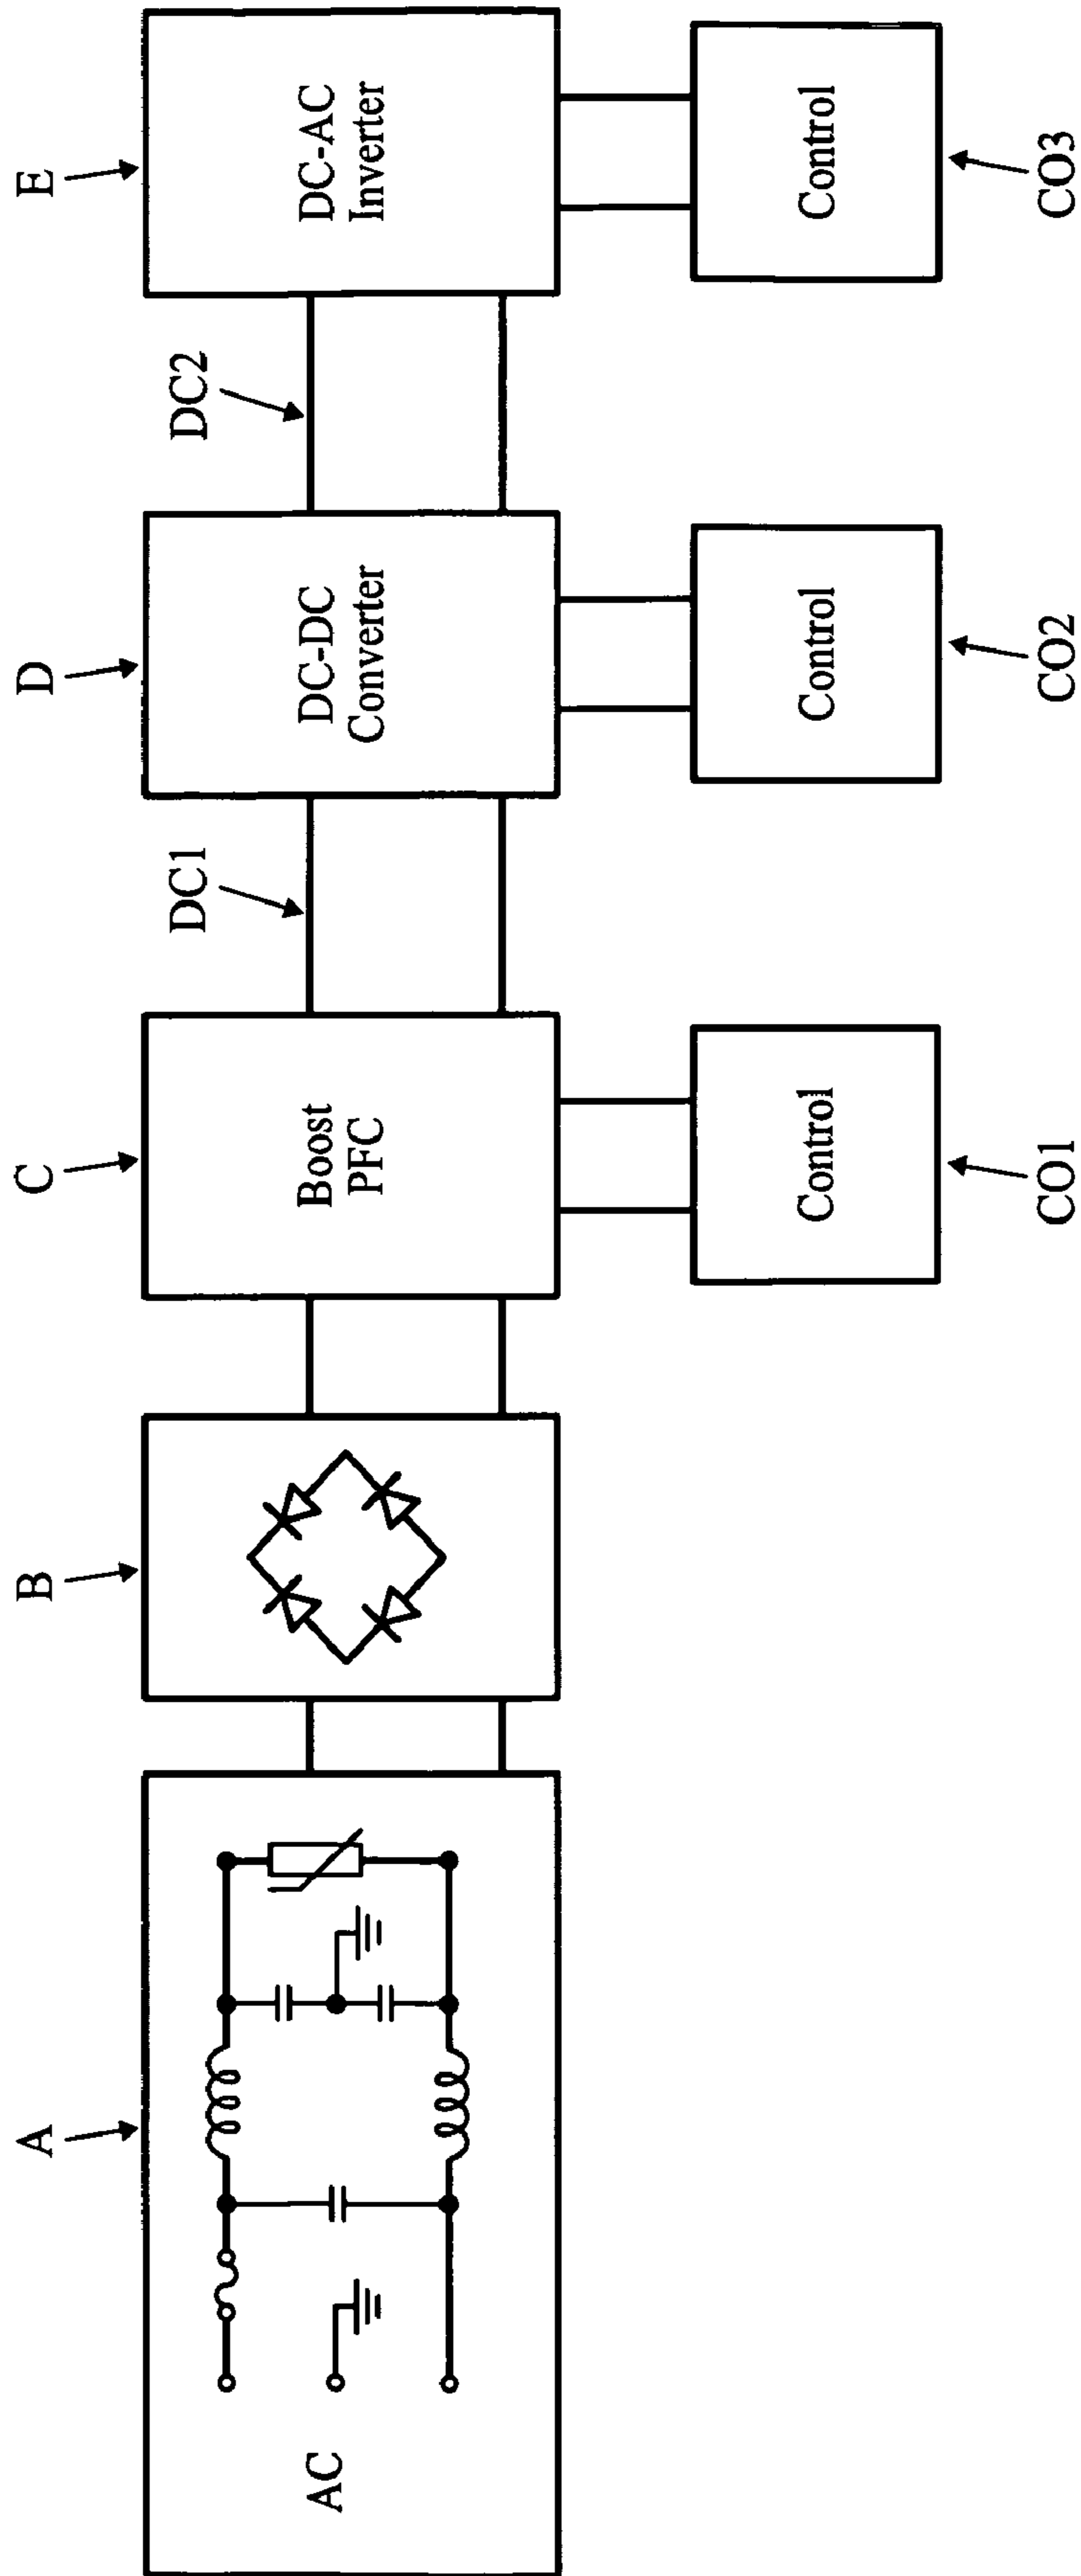 A
B
C
D
E
DC1
DC2
AC
Boost
PFC
DC-DC
Converter
DC-AC
Inverter
Control
Control
Control
CO1
CO2
CO3